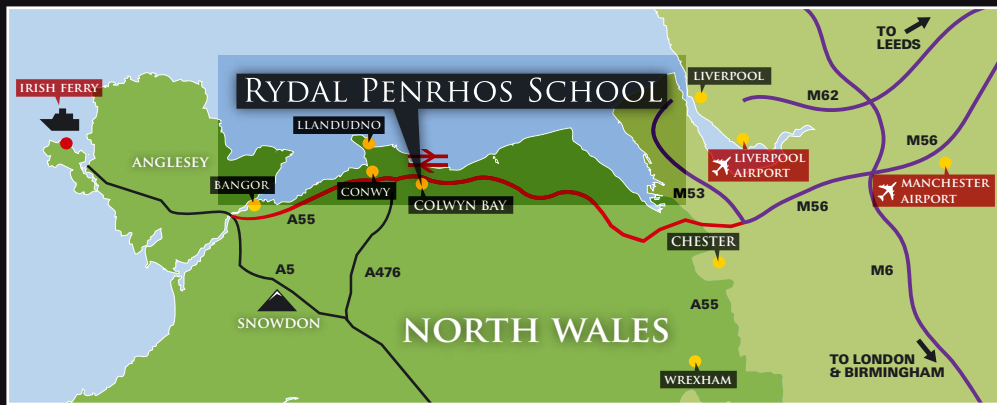 TO
LEEDS
IRISH FERRY
RYDAL PENRHOS SCHOOL
LIVERPOOL
M62
LLANDUDNO
ANGLESEY
LIVERPOOL
AIRPORT
M56
MANCHESTER
AIRPORT
BANGOR
CONWY
COLWYN BAY
M53
M56
A55
CHESTER
A5
A476
M6
SNOWDON
NORTH WALES
A55
TO LONDON
& BIRMINGHAM
WREXHAM